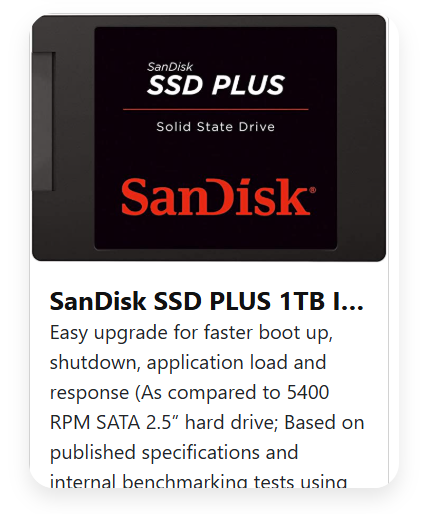 SanDisk
SSD PLUS
Solid State Drive
SanDisk®
SanDisk SSD PLUS 1TB I...
Easy upgrade for faster boot up,
shutdown, application load and
response (As compared to 5400
RPM SATA 2.5” hard drive; Based on
published specifications and
internal benchmarking tests using